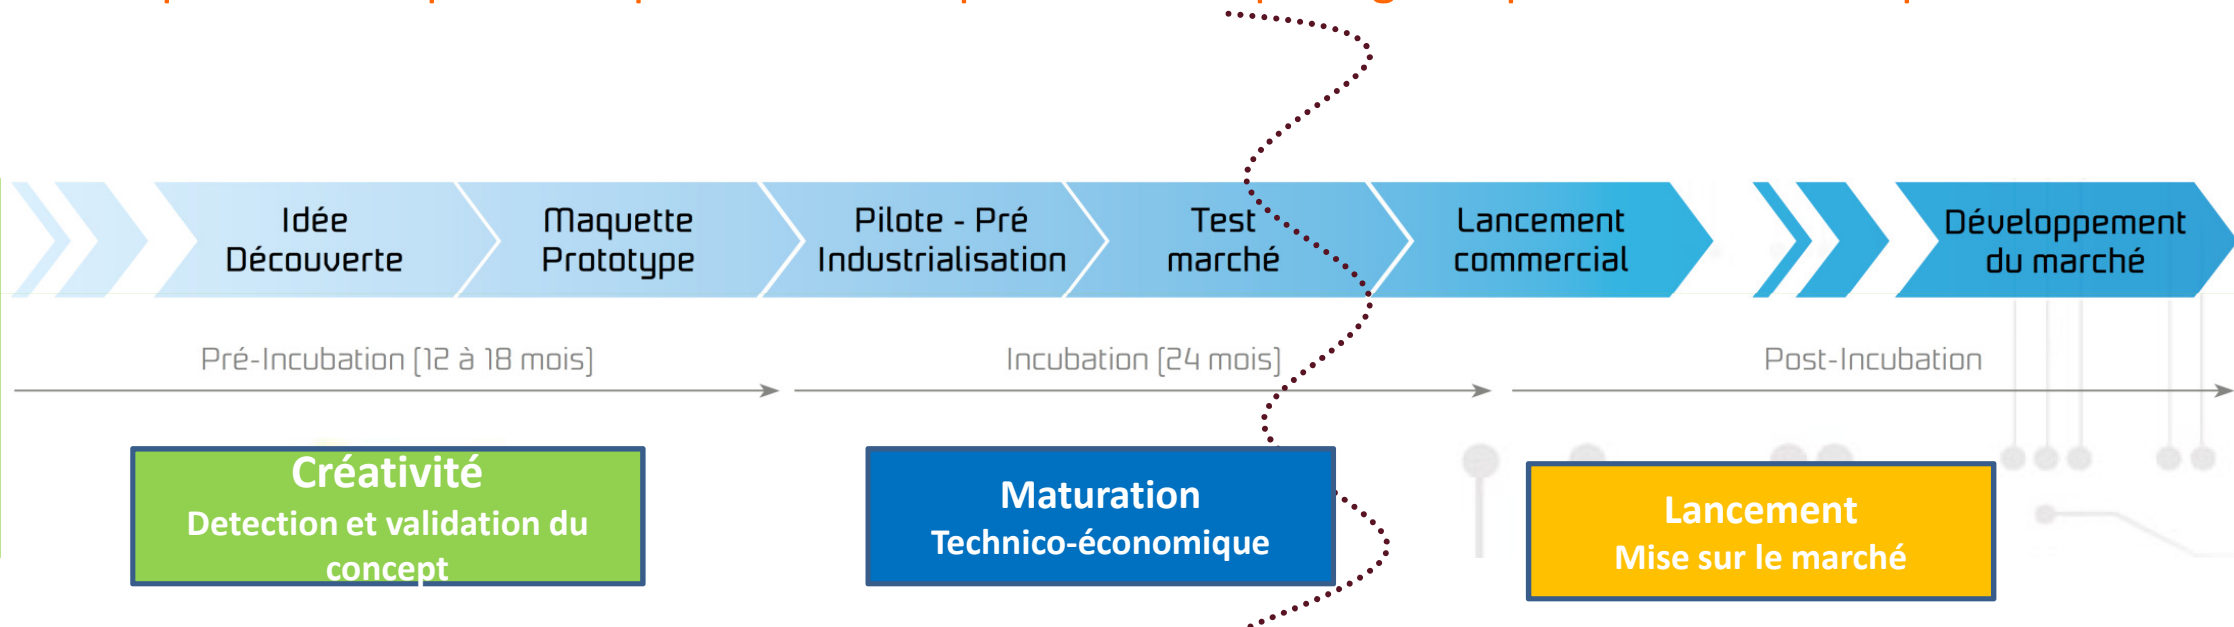 Idée
Découverte
Maquette
Prototype
Pilote - Pré
Industrialisation
Test
marché
Lancement
commercial
Développement
du marché
Pré-Incubation [12 à 18 mois]
Incubation [24 mois]
Post-Incubation
Créativité
Detection et validation du
concept
Maturation
Technico-économique
Lancement
Mise sur le marché